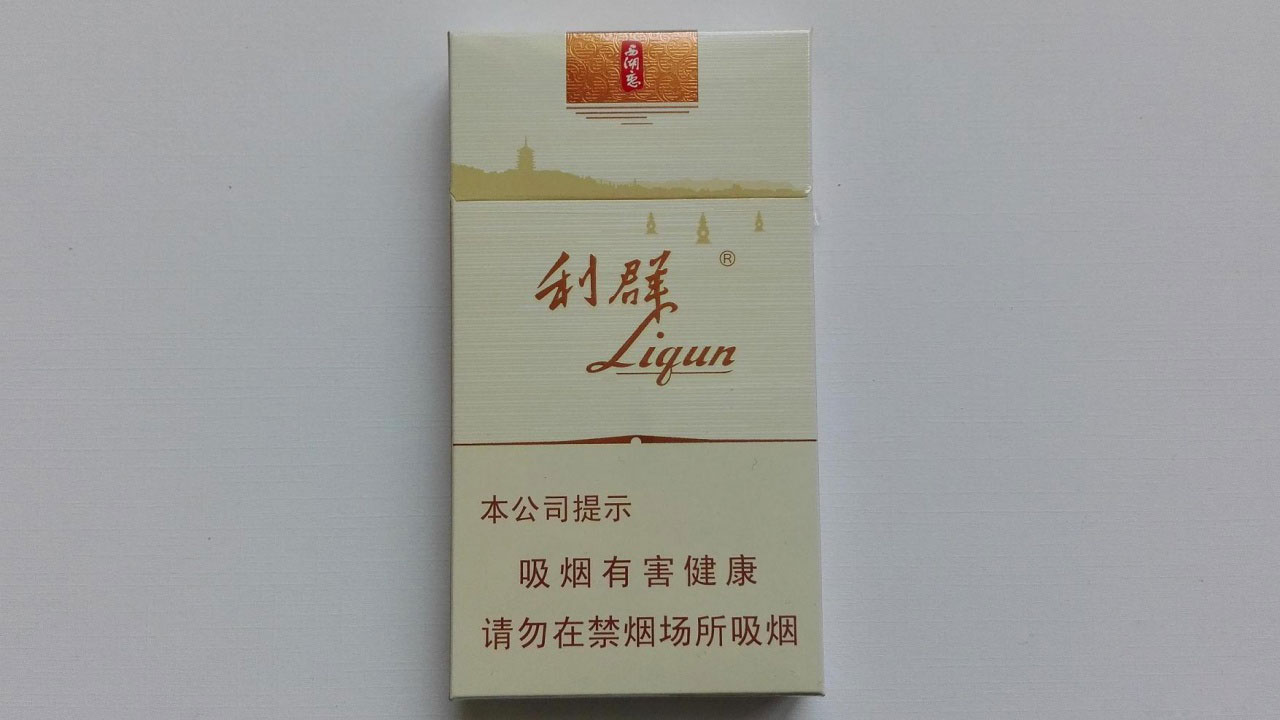 西湖恋
利群
®
Liqun
本公司提示
吸烟有害健康
请勿在禁烟场所吸烟